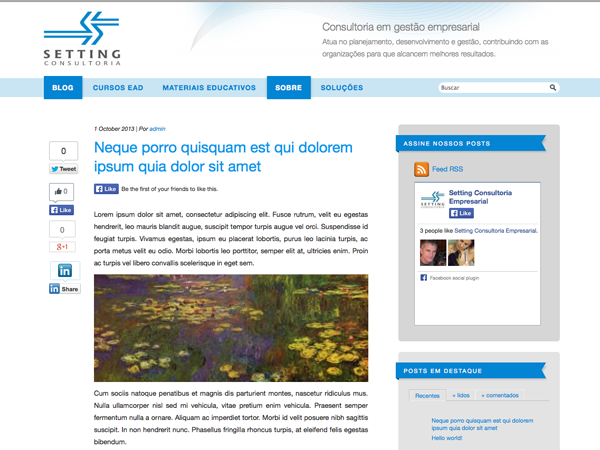 SETTING
CONSULTORIA
Consultoria em gestão empresarial
Atua no planejamento, desenvolvimento e gestão, contribuindo com as
organizações para que alcancem melhores resultados.
BLOG
CURSOS EAD
MATERIAIS EDUCATIVOS
SOBRE
SOLUÇÕES
Buscar
0
Tweet
0
Like
0
g+1
in
Share
1 October 2013 | Por admin
Neque porro quisquam est qui dolorem
ipsum quia dolor sit amet
Like Be the first of your friends to like this.
Lorem ipsum dolor sit amet, consectetur adipiscing elit. Fusce rutrum, velit eu egestas
hendrerit, leo mauris blandit augue, suscipit tempor turpis augue vel orci. Suspendisse id
feugiat turpis. Vivamus egestas, ipsum eu placerat lobortis, purus leo lacinia turpis, ac
porta metus velit eu odio. Morbi lobortis leo porttitor, semper elit at, ultricies enim. Proin
ac turpis vel libero convallis scelerisque in eget sem.
Cum sociis natoque penatibus et magnis dis parturient montes, nascetur ridiculus mus.
Nulla ullamcorper nisl sed mi vehicula, vitae pretium enim vehicula. Praesent semper
fermentum nulla a ornare. Aliquam ac imperdiet tortor. Morbi id velit posuere nibh sagittis
suscipit. In non hendrerit nunc. Phasellus fringilla rhoncus turpis, at eleifend felis egestas
bibendum.
ASSINE NOSSOS POSTS
Feed RSS
SETTING
Setting Consultoria
Empresarial
Like
3 people like Setting Consultoria Empresarial.
Facebook social plugin
POSTS EM DESTAQUE
Recentes
+ lidos
+ comentados
Neque porro quisquam est qui dolorem
ipsum quia dolor sit amet
Hello world!